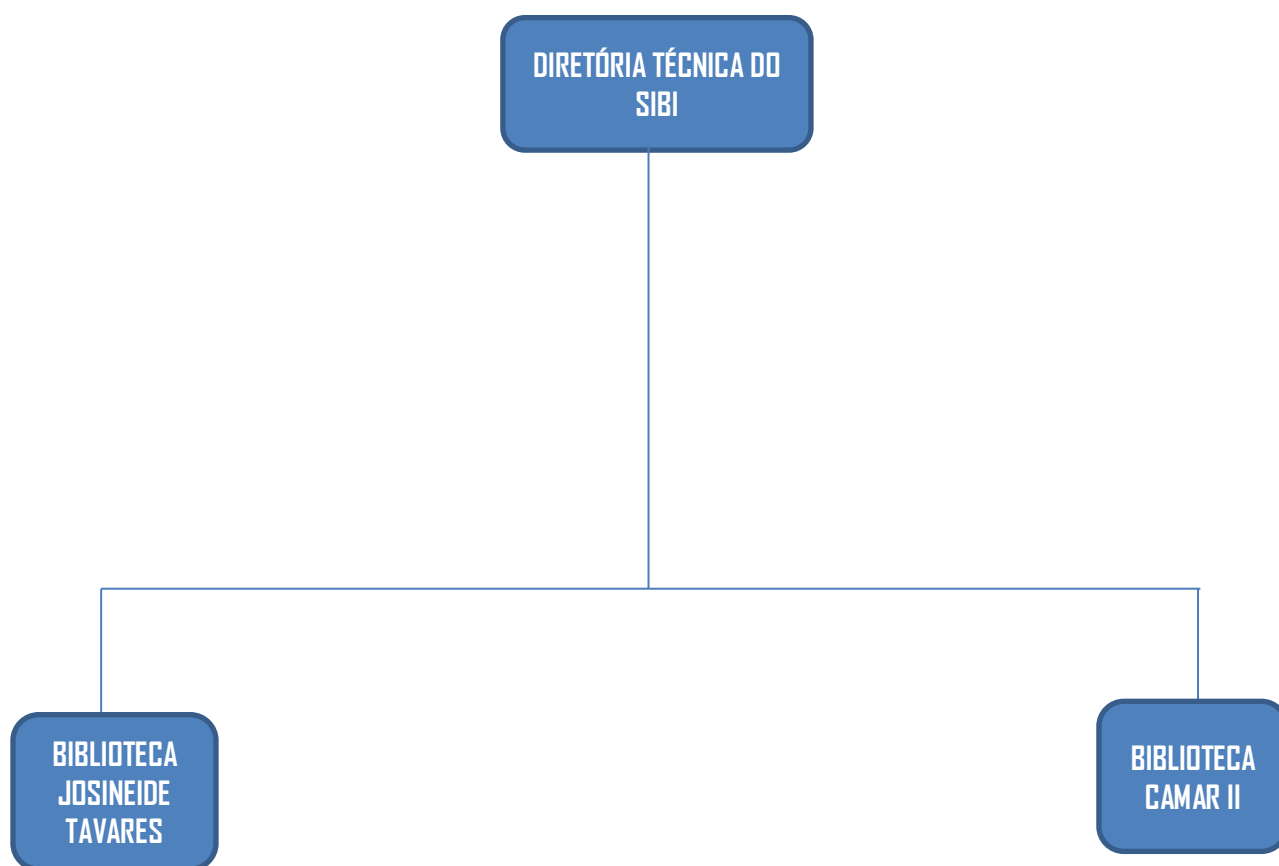 DIRETÓRIA TÉCNICA DO
SIBI
BIBLIOTECA
JOSINEIDE
TAVARES
BIBLIOTECA
CAMAR II